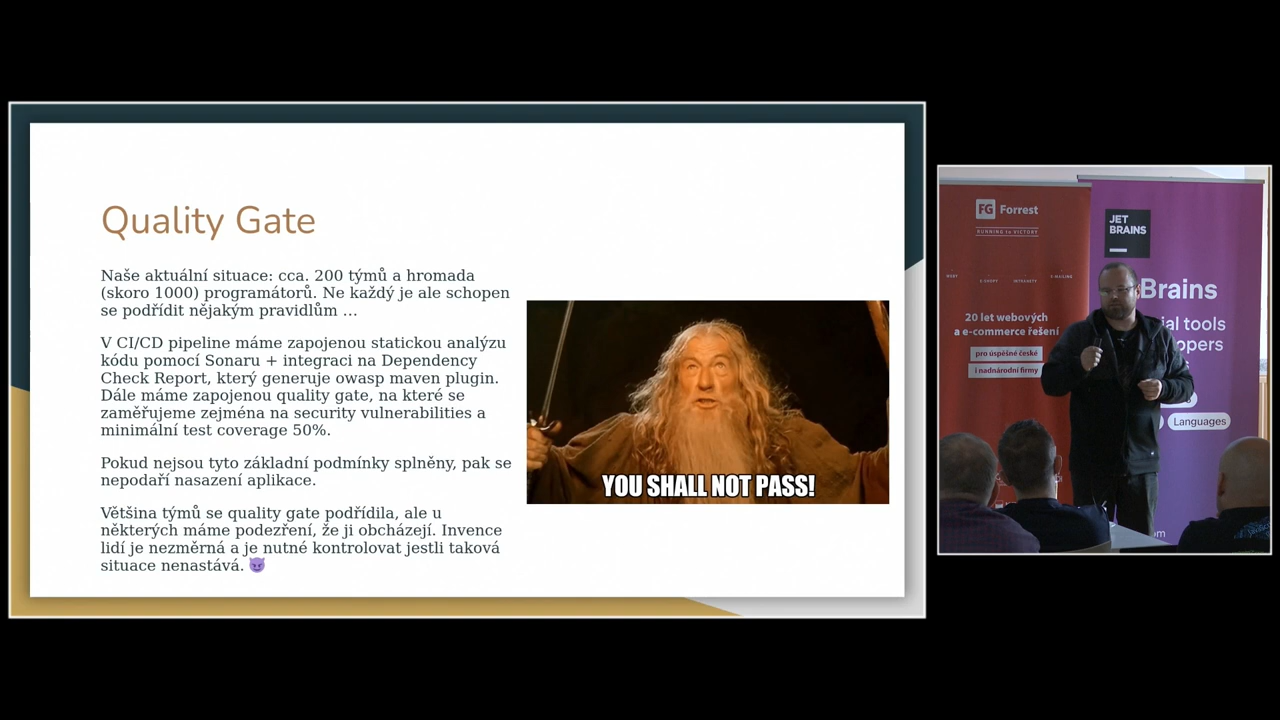 Quality Gate
Naše aktuální situace: cca. 200 týmů a hromada
(skoro 1000) programátorů. Ne každý je ale schopen
se podřídit nějakým pravidlům ...
V CI/CD pipeline máme zapojenou statickou analýzu
kódu pomocí Sonaru + integraci na Dependency
Check Report, který generuje owasp maven plugin.
Dále máme zapojenou quality gate, na které se
zaměřujeme zejména na security vulnerabilities a
minimální test coverage 50%.
Pokud nejsou tyto základní podmínky splněny, pak se
nepodaří nasazení aplikace.
Většina týmů se quality gate podřídila, ale u
některých máme podezření, že ji obcházejí. Invence
lidí je nezměrná a je nutné kontrolovat jestli taková
situace nenastává. 😈
YOU SHALL NOT PASS!
FG Forrest
RUNNING to VICTORY
WEBY E-SHOPY INTRANETY E-MAILING
20 let webových
a e-commerce řešení
pro úspěšné české
i nadnárodní firmy
JET
BRAINS
Brains
ial tools
opers
Languages
om